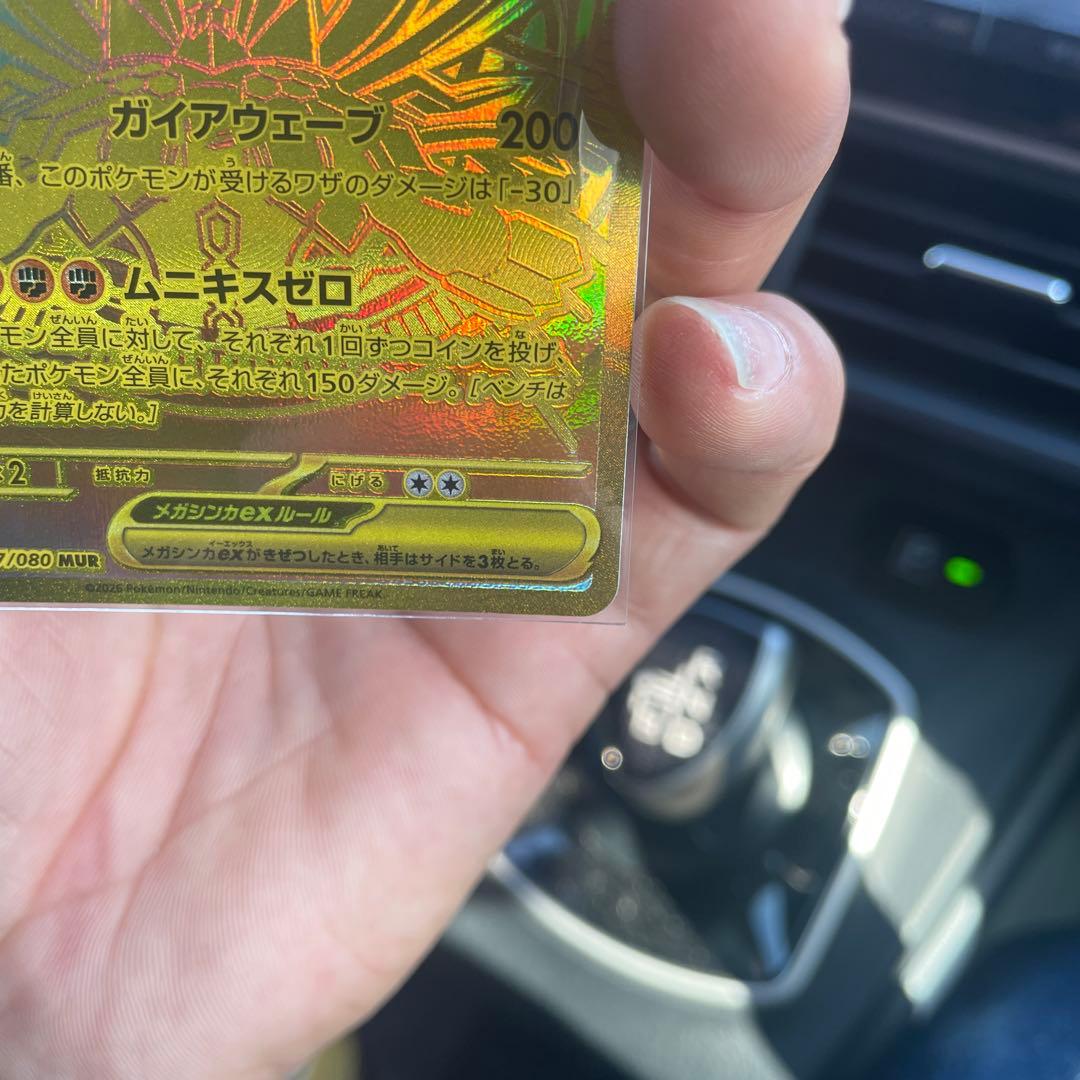 ガイアウェーブ 200
番、このポケモンが受けるワザのダメージは「-30」
ムニキスゼロ
モン全員に対して、それぞれ1回ずつコインを投げ、
たポケモン全員に、それぞれ150ダメージ。[ベンチは
を計算しない。]
×2 抵抗力 にげる
メガシンカexルール
メガシンカexがきぜつしたとき、相手はサイドを3枚とる。
7/080 MUR
©2026 Pokémon/Nintendo/Creatures/GAME FREAK